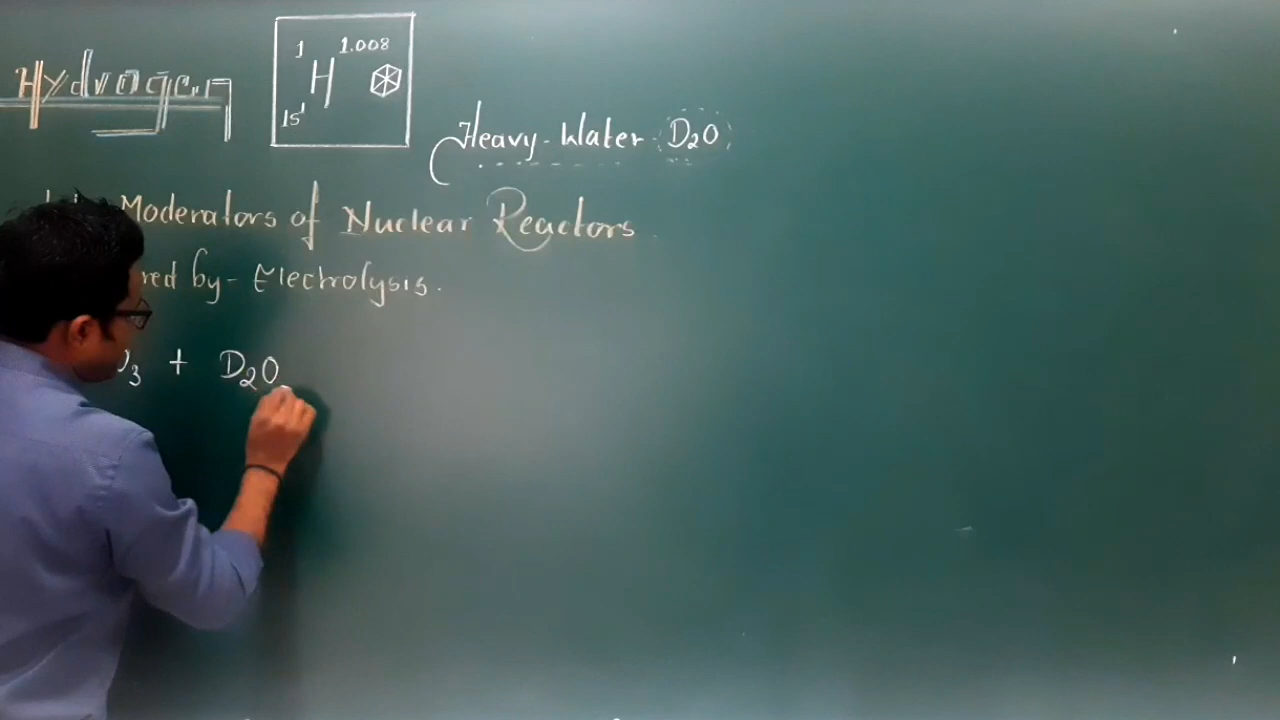 Hydrogen
1 1.008
H
1s¹
Heavy-Water D₂O
Moderators of Nuclear Reactors.
red by- Electrolysis.
3 + D₂O